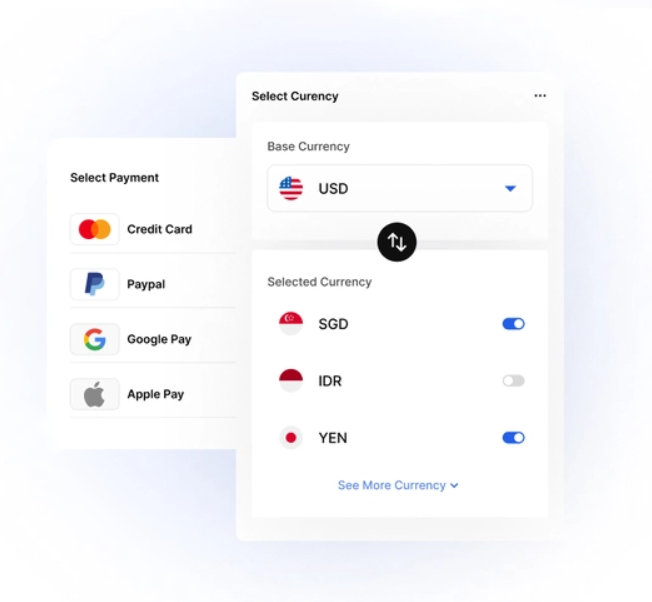 Select Curency
Base Currency
USD
Selected Currency
SGD
IDR
YEN
See More Currency
Select Payment
Credit Card
Paypal
Google Pay
Apple Pay